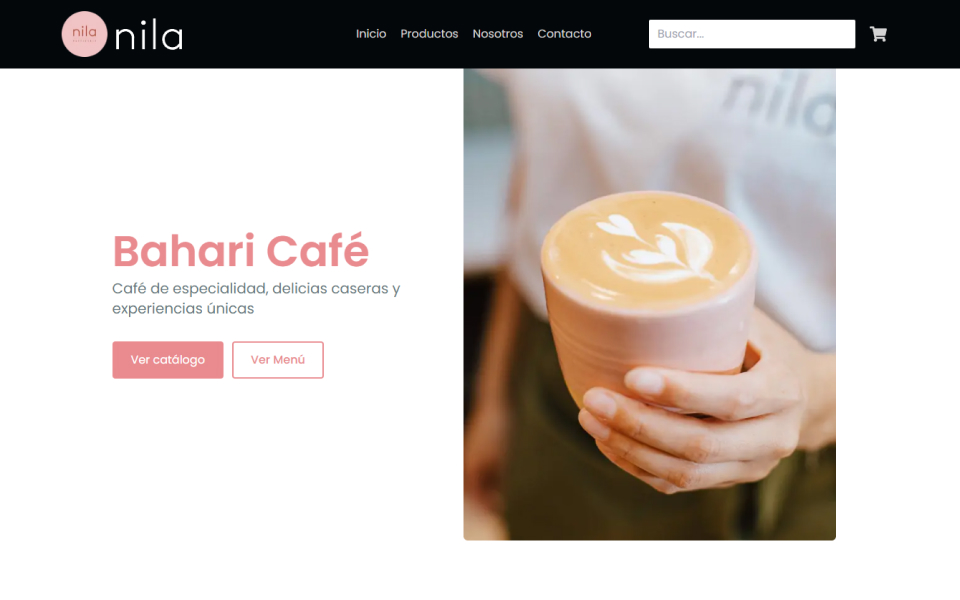 nila
nila
Inicio Productos Nosotros Contacto
Buscar...
nila
Bahari Café
Café de especialidad, delicias caseras y
experiencias únicas
Ver catálogo
Ver Menú